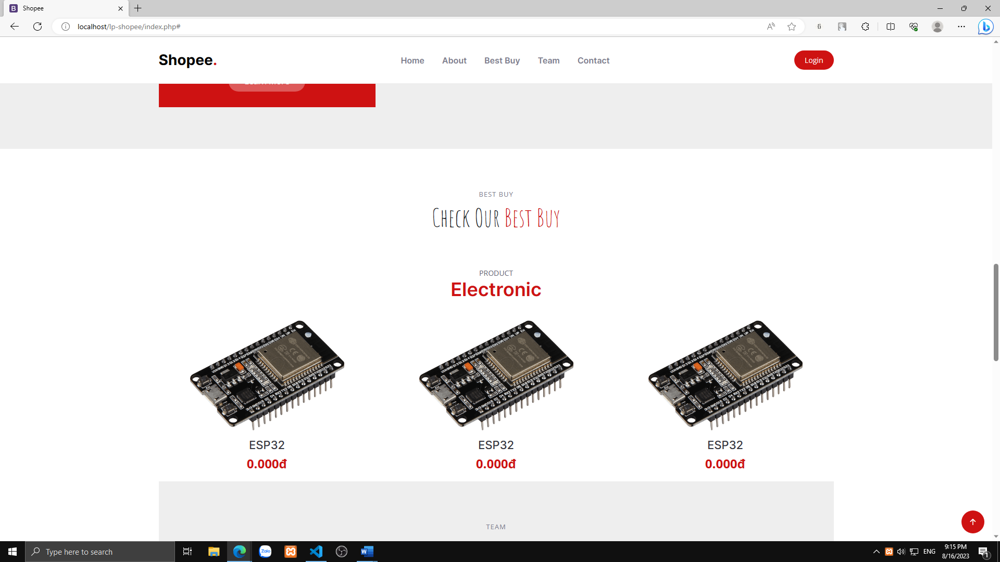 Shopee
localhost/lp-shopee/index.php#
Shopee.
Home
About
Best Buy
Team
Contact
Login
BEST BUY
Check Our Best Buy
PRODUCT
Electronic
ESP32
0.000đ
ESP32
0.000đ
ESP32
0.000đ
TEAM
Type here to search
Zalo
ENG
9:15 PM
8/16/2023
1